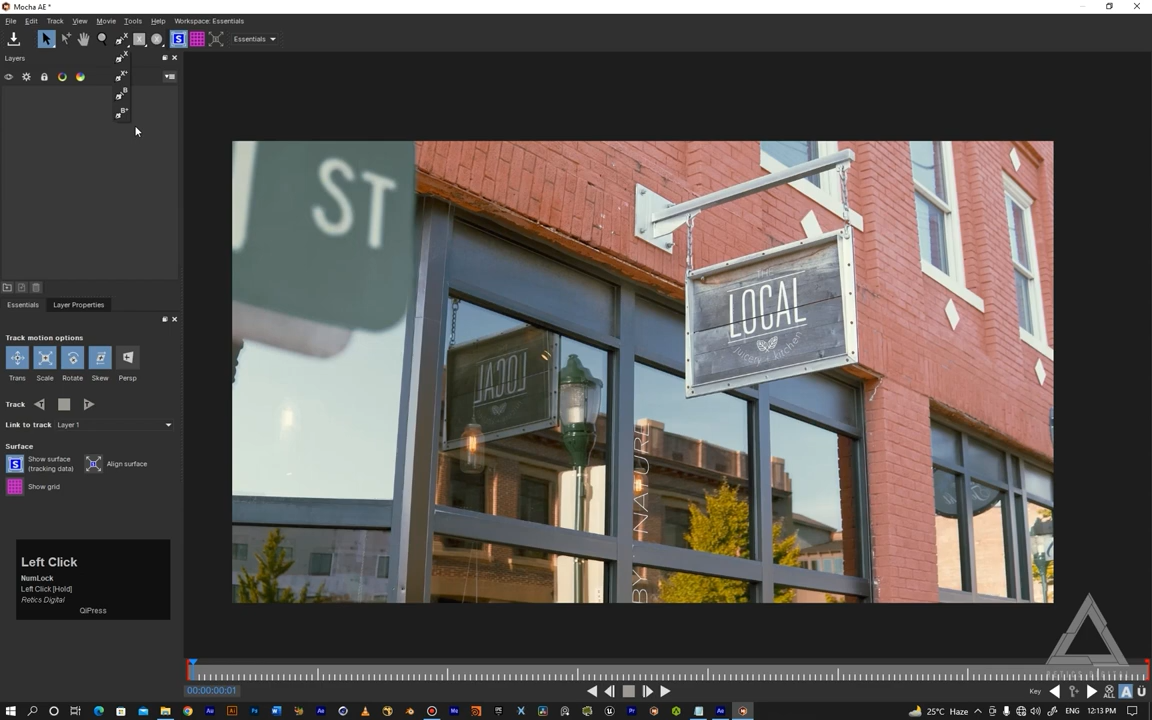 Mocha AE *
File Edit Track View Movie Tools Help Workspace: Essentials
Essentials
Layers
ST
THE
LOCAL
juicery + kitchen
LOCAL
BY NATURE
Essentials Layer Properties
Track motion options
Trans Scale Rotate Skew Persp
Track
Link to track Layer 1
Surface
Show surface
(tracking data)
Align surface
Show grid
Left Click
NumLock
Left Click [Hold]
Retics Digital
QiPress
00:00:00:01
Key
ALL
A
25°C Haze
ENG
12:13 PM